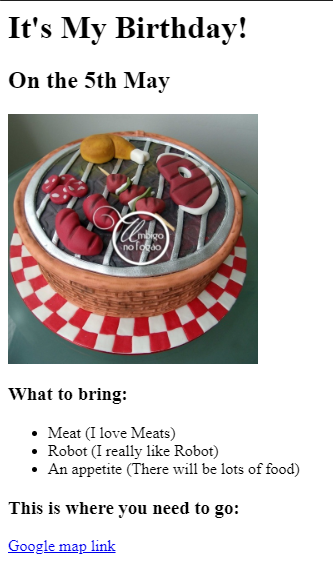 It's My Birthday!
On the 5th May
Umbigo
no Fogão
What to bring:
Meat (I love Meats)
Robot (I really like Robot)
An appetite (There will be lots of food)
This is where you need to go:
Google map link